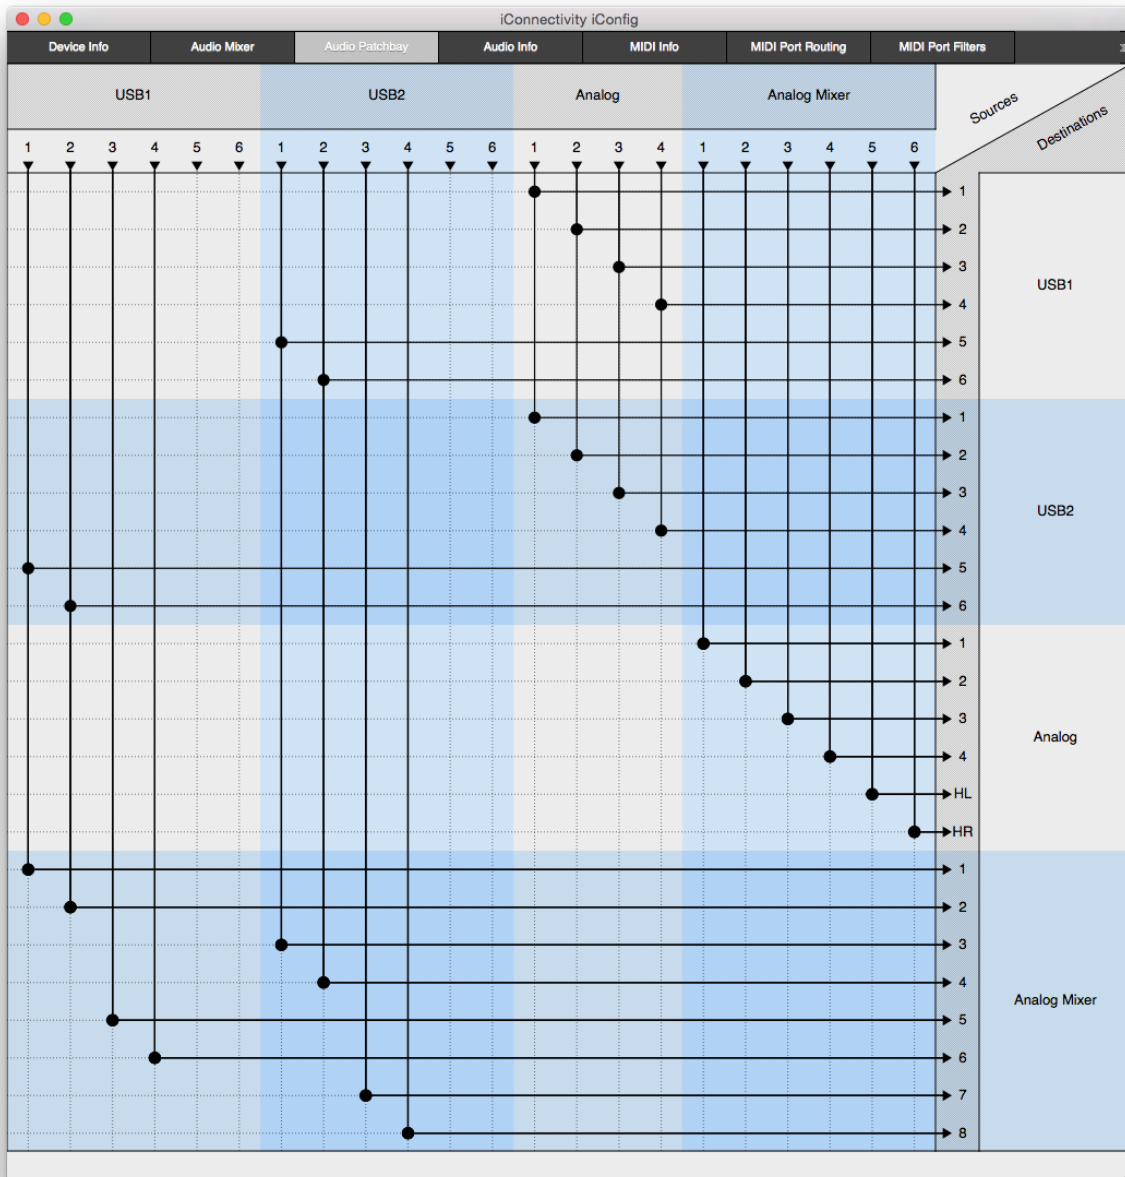 iConnectivity iConfig
Device Info Audio Mixer Audio Patchbay Audio Info MIDI Info MIDI Port Routing MIDI Port Filters »
USB1 USB2 Analog Analog Mixer Sources
Destinations
1 2 3 4 5 6 1 2 3 4 5 6 1 2 3 4 1 2 3 4 5 6
1
2
3
USB1
4
5
6
1
2
3
USB2
4
5
6
1
2
3
Analog
4
HL
HR
1
2
3
4
Analog Mixer
5
6
7
8